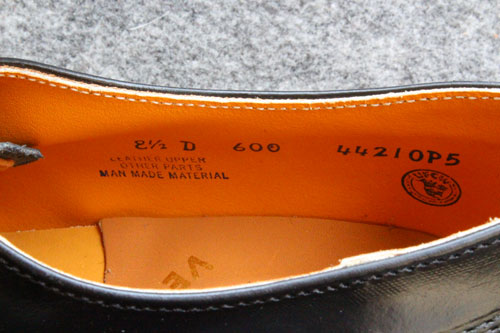 8½ D 600 44210P5
LEATHER UPPER
OTHER PARTS
MAN MADE MATERIAL